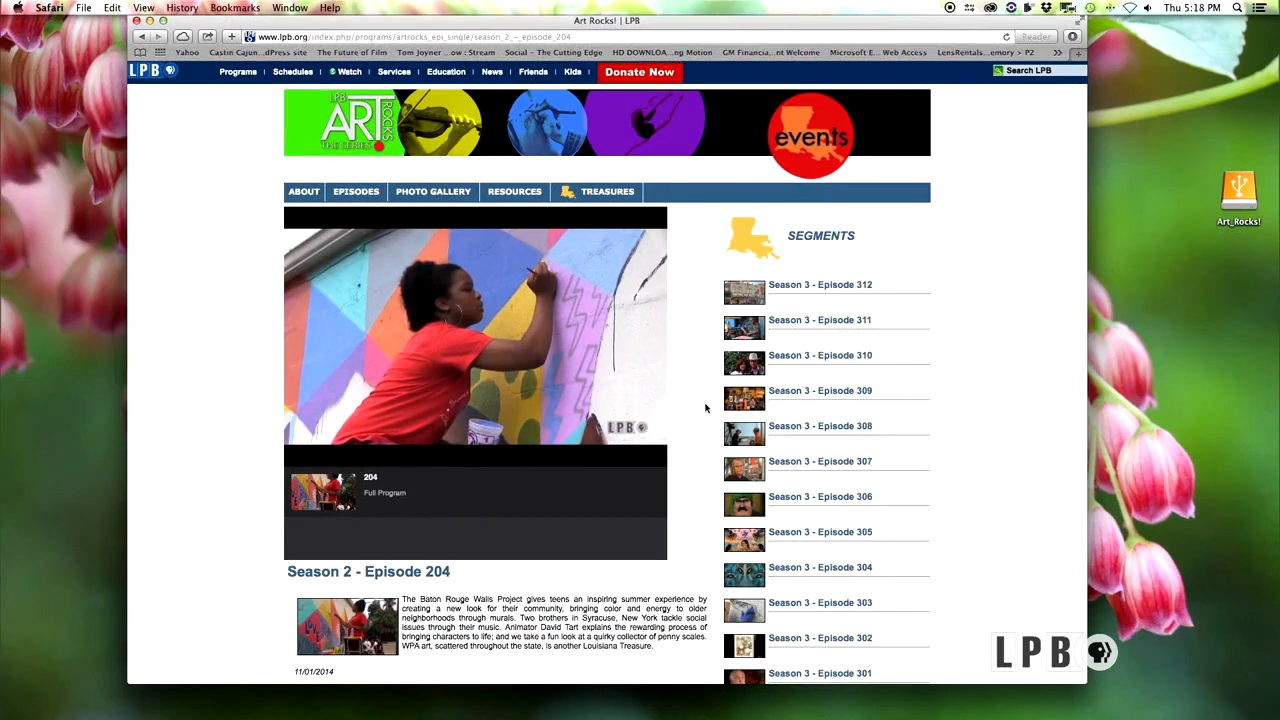 Safari File Edit View History Bookmarks Window Help
Thu 5:18 PM
Art Rocks! | LPB
www.lpb.org/index.php/programs/artrocks_epi_single/season_2_-_episode_204
Reader
Yahoo Castin Cajun...dPress site The Future of Film Tom Joyner ...ow : Stream Social – The Cutting Edge HD DOWNLOA...ng Motion GM Financia...nt Welcome Microsoft E... Web Access LensRentals...emory > P2
LPB
Programs Schedules Watch Services Education News Friends Kids Donate Now
Search LPB
LPB
ART
ROCKS
THE SERIES
events
ABOUT EPISODES PHOTO GALLERY RESOURCES TREASURES
Art_Rocks!
SEGMENTS
Season 3 - Episode 312
Season 3 - Episode 311
Season 3 - Episode 310
Season 3 - Episode 309
Season 3 - Episode 308
Season 3 - Episode 307
Season 3 - Episode 306
Season 3 - Episode 305
Season 3 - Episode 304
Season 3 - Episode 303
Season 3 - Episode 302
Season 3 - Episode 301
LPB
204
Full Program
Season 2 - Episode 204
The Baton Rouge Walls Project gives teens an inspiring summer experience by
creating a new look for their community, bringing color and energy to older
neighborhoods through murals. Two brothers in Syracuse, New York tackle social
issues through their music. Animator David Tart explains the rewarding process of
bringing characters to life; and we take a fun look at a quirky collector of penny scales.
WPA art, scattered throughout the state, is another Louisiana Treasure.
11/01/2014
LPB